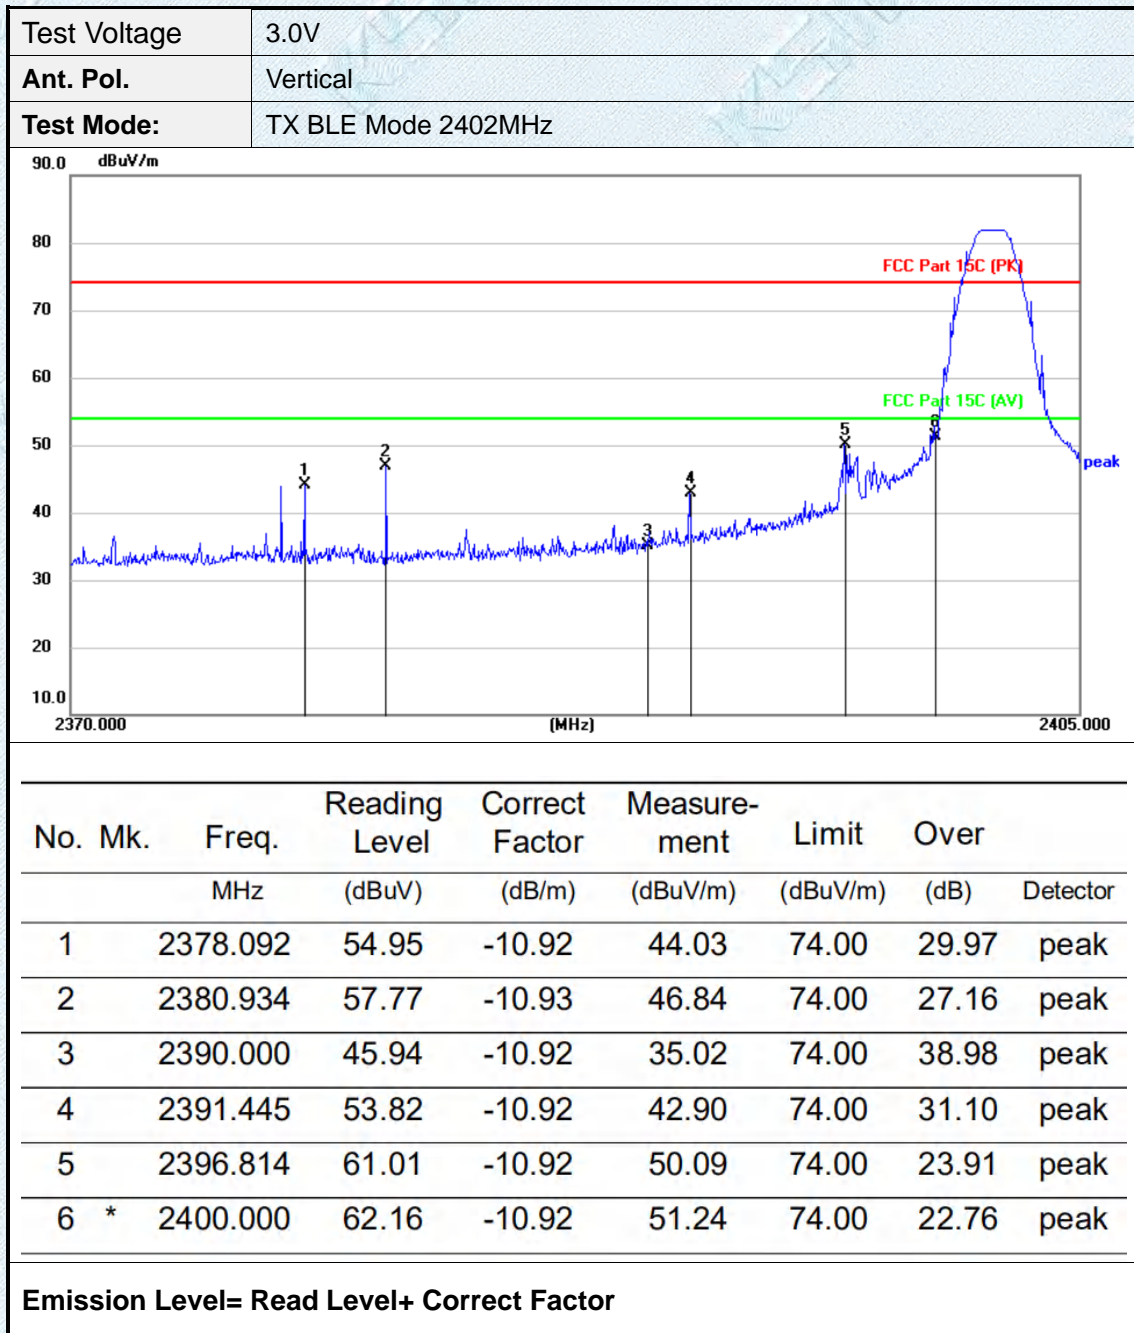 Test Voltage 3.0V
Ant. Pol. Vertical
Test Mode: TX BLE Mode 2402MHz
90.0 dBuV/m
80
FCC Part 15C (PK)
70
60
FCC Part 15C (AV)
50
1 2 3 4 5 6
peak
40
30
20
10.0
2370.000 (MHz) 2405.000
No. Mk. Freq. Reading Level Correct Factor Measure-ment Limit Over
MHz (dBuV) (dB/m) (dBuV/m) (dBuV/m) (dB) Detector
1 2378.092 54.95 -10.92 44.03 74.00 29.97 peak
2 2380.934 57.77 -10.93 46.84 74.00 27.16 peak
3 2390.000 45.94 -10.92 35.02 74.00 38.98 peak
4 2391.445 53.82 -10.92 42.90 74.00 31.10 peak
5 2396.814 61.01 -10.92 50.09 74.00 23.91 peak
6 * 2400.000 62.16 -10.92 51.24 74.00 22.76 peak
Emission Level= Read Level+ Correct Factor